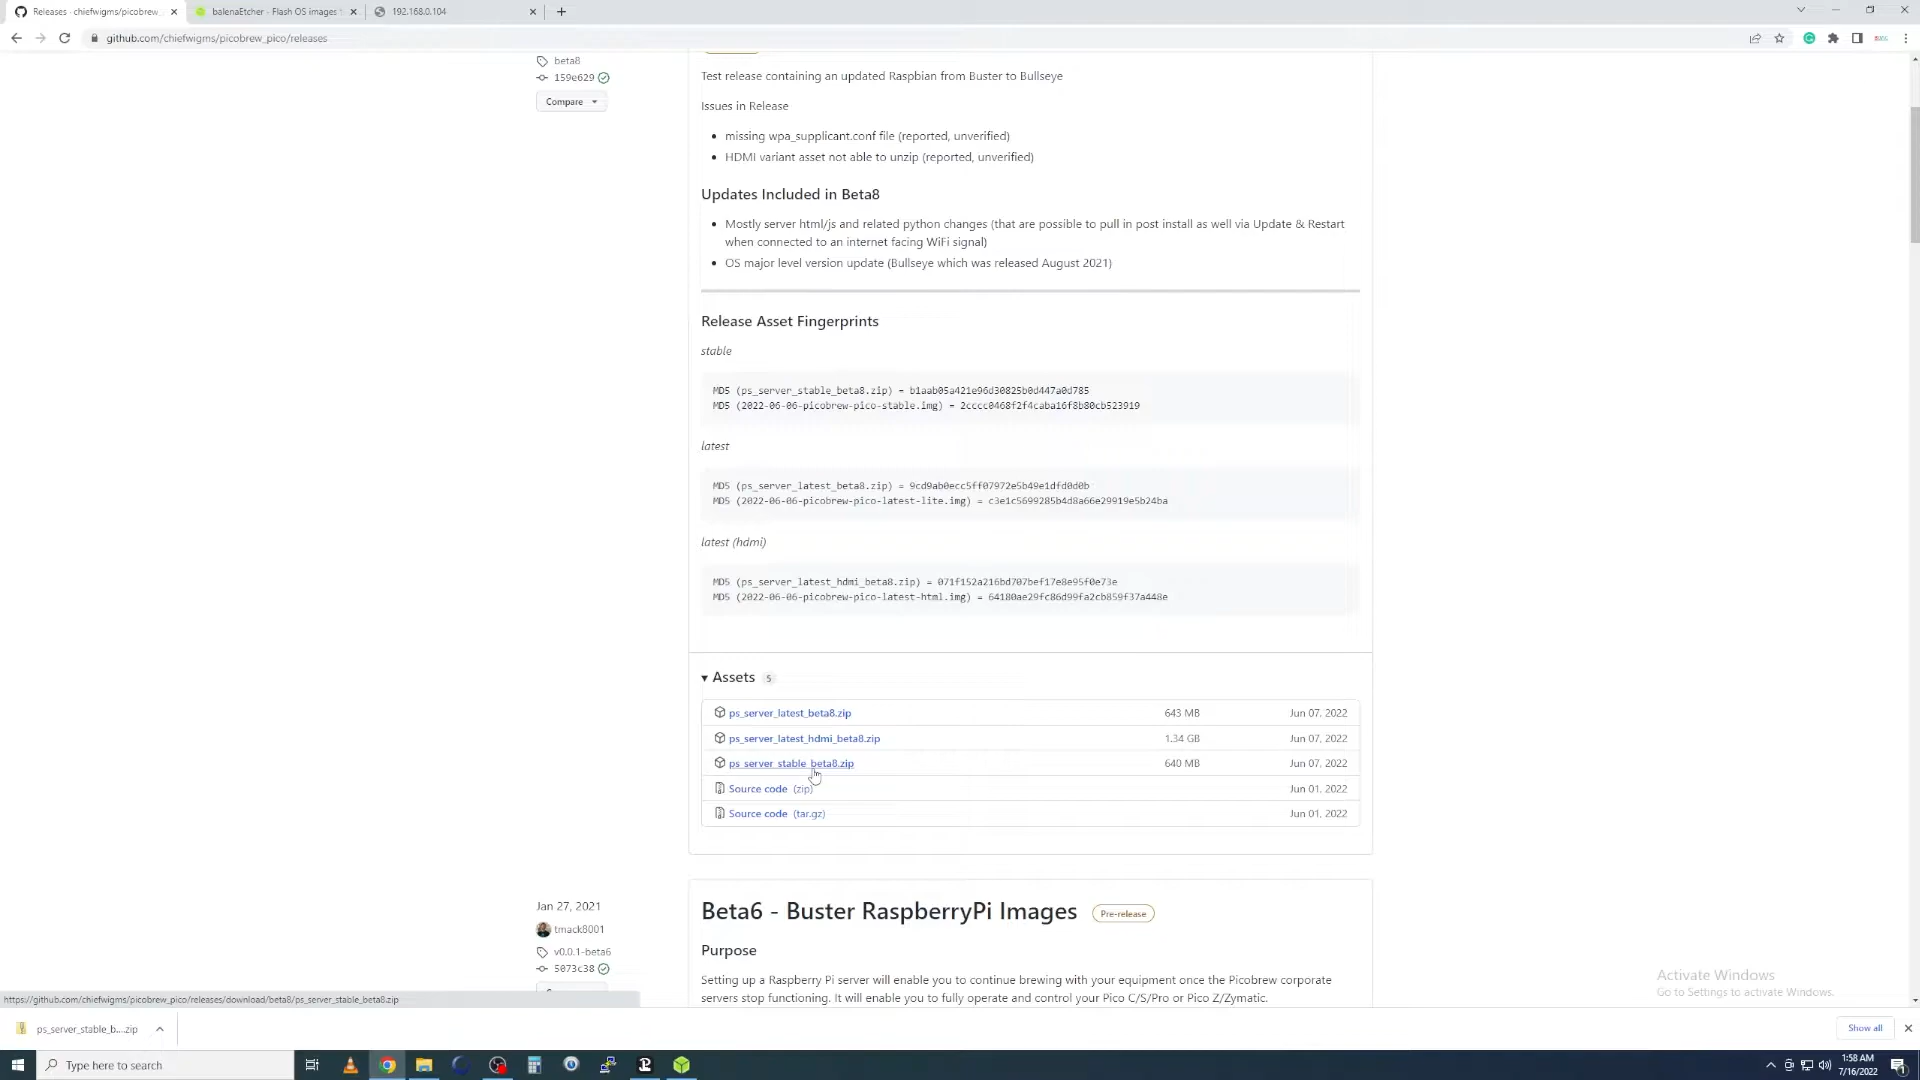 Releases · chiefwigms/picobrew_
balenaEtcher - Flash OS images
192.168.0.104
github.com/chiefwigms/picobrew_pico/releases
beta8
159e629
Compare
Test release containing an updated Raspbian from Buster to Bullseye
Issues in Release
missing wpa_supplicant.conf file (reported, unverified)
HDMI variant asset not able to unzip (reported, unverified)
Updates Included in Beta8
Mostly server html/js and related python changes (that are possible to pull in post install as well via Update & Restart
when connected to an internet facing WiFi signal)
OS major level version update (Bullseye which was released August 2021)
Release Asset Fingerprints
stable
MD5 (ps_server_stable_beta8.zip) = b1aab05a421e96d30825b0d447a0d785
MD5 (2022-06-06-picobrew-pico-stable.img) = 2cccc0468f2f4caba16f8b80cb523919
latest
MD5 (ps_server_latest_beta8.zip) = 9cd9ab0ecc5ff07972e5b49e1dfd0d0b
MD5 (2022-06-06-picobrew-pico-latest-lite.img) = c3e1c5699285b4d8a66e29919e5b24ba
latest (hdmi)
MD5 (ps_server_latest_hdmi_beta8.zip) = 071f152a216bd707bef17e8e95f0e73e
MD5 (2022-06-06-picobrew-pico-latest-html.img) = 64180ae29fc86d99fa2cb859f37a448e
Assets 5
ps_server_latest_beta8.zip 643 MB Jun 07, 2022
ps_server_latest_hdmi_beta8.zip 1.34 GB Jun 07, 2022
ps_server_stable_beta8.zip 640 MB Jun 07, 2022
Source code (zip) Jun 01, 2022
Source code (tar.gz) Jun 01, 2022
Jan 27, 2021
tmack8001
v0.0.1-beta6
5073c38
Beta6 - Buster RaspberryPi Images Pre-release
Purpose
Setting up a Raspberry Pi server will enable you to continue brewing with your equipment once the Picobrew corporate
servers stop functioning. It will enable you to fully operate and control your Pico C/S/Pro or Pico Z/Zymatic.
Activate Windows
Go to Settings to activate Windows.
https://github.com/chiefwigms/picobrew_pico/releases/download/beta8/ps_server_stable_beta8.zip
ps_server_stable_b....zip
Show all
Type here to search
1:58 AM
7/16/2022